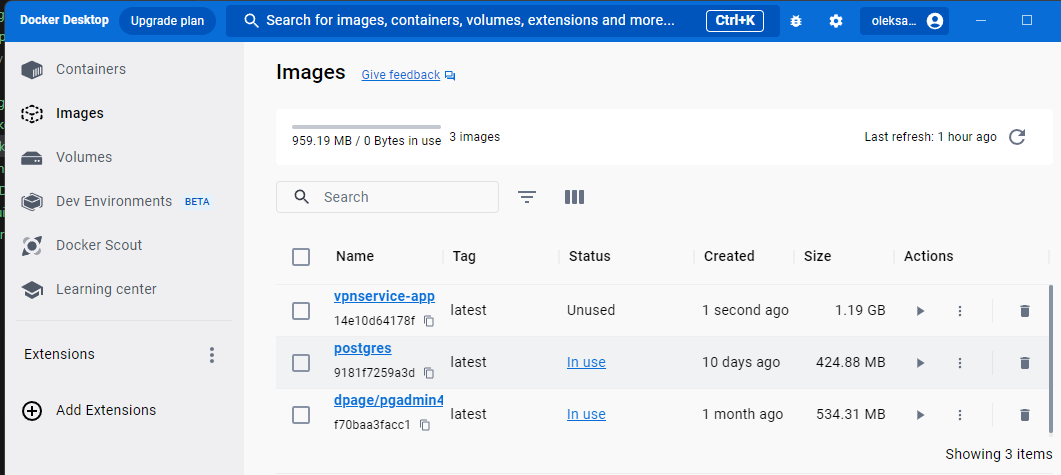 Docker Desktop Upgrade plan Search for images, containers, volumes, extensions and more... Ctrl+K oleksa...
Containers
Images
Volumes
Dev Environments BETA
Docker Scout
Learning center
Extensions
Add Extensions
Images Give feedback
959.19 MB / 0 Bytes in use 3 images Last refresh: 1 hour ago
Search
Name Tag Status Created Size Actions
vpnservice-app
14e10d64178f latest Unused 1 second ago 1.19 GB
postgres
9181f7259a3d latest In use 10 days ago 424.88 MB
dpage/pgadmin4
f70baa3facc1 latest In use 1 month ago 534.31 MB
Showing 3 items